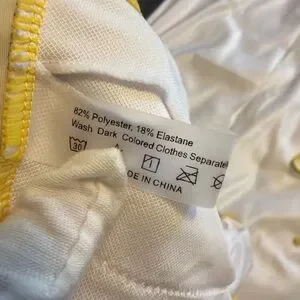 82% Polyester, 18% Elastane
Wash Dark Colored Clothes Separately
30
DE IN CHINA